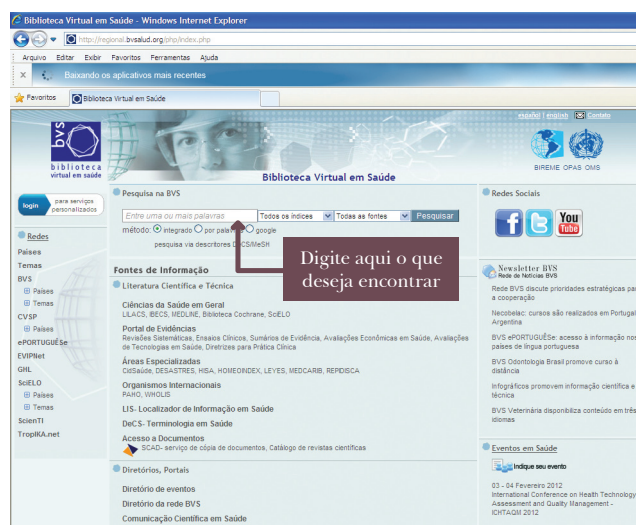 Biblioteca Virtual em Saúde - Windows Internet Explorer
http://regional.bvsalud.org/php/index.php
Arquivo Editar Exibir Favoritos Ferramentas Ajuda
x Baixando os aplicativos mais recentes
Favoritos Biblioteca Virtual em Saúde
español | english Contato
bvs
biblioteca
virtual em saúde
Biblioteca Virtual em Saúde
BIREME OPAS OMS
login para serviços
personalizados
Redes
Países
Temas
BVS
Países
Temas
CVSP
Países
ePORTUGUÊSe
EVIPNet
GHL
SciELO
Países
Temas
ScienTI
TropIKA.net
Pesquisa na BVS
Entre uma ou mais palavras Todos os índices Todas as fontes Pesquisar
método: integrado por palavras google
pesquisa via descritores DeCS/MeSH
Digite aqui o que
deseja encontrar
Fontes de Informação
Literatura Científica e Técnica
Ciências da Saúde em Geral
LILACS, IBECS, MEDLINE, Biblioteca Cochrane, SciELO
Portal de Evidências
Revisões Sistemáticas, Ensaios Clínicos, Sumários de Evidência, Avaliações Econômicas em Saúde, Avaliações
de Tecnologias em Saúde, Diretrizes para Prática Clínica
Áreas Especializadas
CidSaúde, DESASTRES, HISA, HOMEOINDEX, LEYES, MEDCARIB, REPIDISCA
Organismos Internacionais
PAHO, WHOLIS
LIS- Localizador de Informação em Saúde
DeCS- Terminologia em Saúde
Acesso a Documentos
SCAD- serviço de cópia de documentos, Catálogo de revistas científicas
Diretórios, Portais
Diretório de eventos
Diretório da rede BVS
Comunicação Científica em Saúde
Redes Sociais
f t You
Tube
Newsletter BVS
Rede de Notícias BVS
Rede BVS discute prioridades estratégicas par
a cooperação
Necobelac: cursos são realizados em Portugal
Argentina
BVS ePORTUGUÊSe: acesso à informação nos
países de língua portuguesa
BVS Odontologia Brasil promove curso à
distância
Infográficos promovem informação científica e
técnica
BVS Veterinária disponibiliza conteúdo em três
idiomas
Eventos em Saúde
Indique seu evento
03 - 04 Fevereiro 2012
International Conference on Health Technology
Assessment and Quality Management -
ICHTAQM 2012